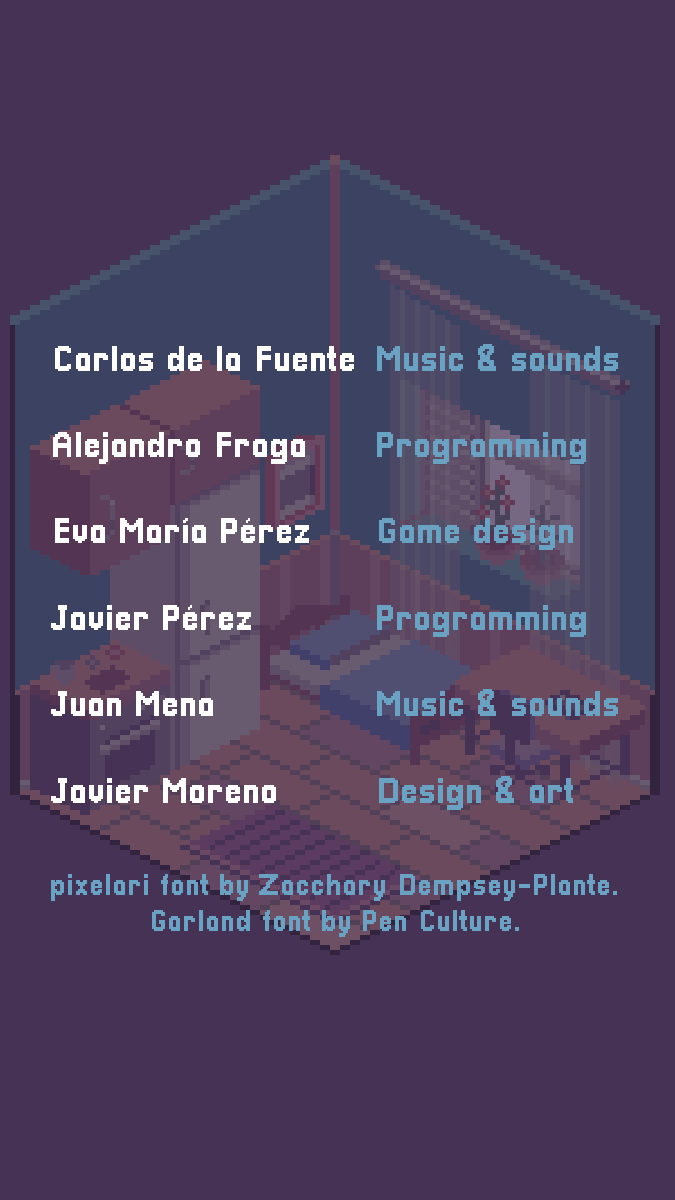 Carlos de la Fuente Music & sounds
Alejandro Fraga Programming
Eva María Pérez Game design
Javier Pérez Programming
Juan Mena Music & sounds
Javier Moreno Design & art
pixelari font by Zacchary Dempsey-Plante.
Garland font by Pen Culture.